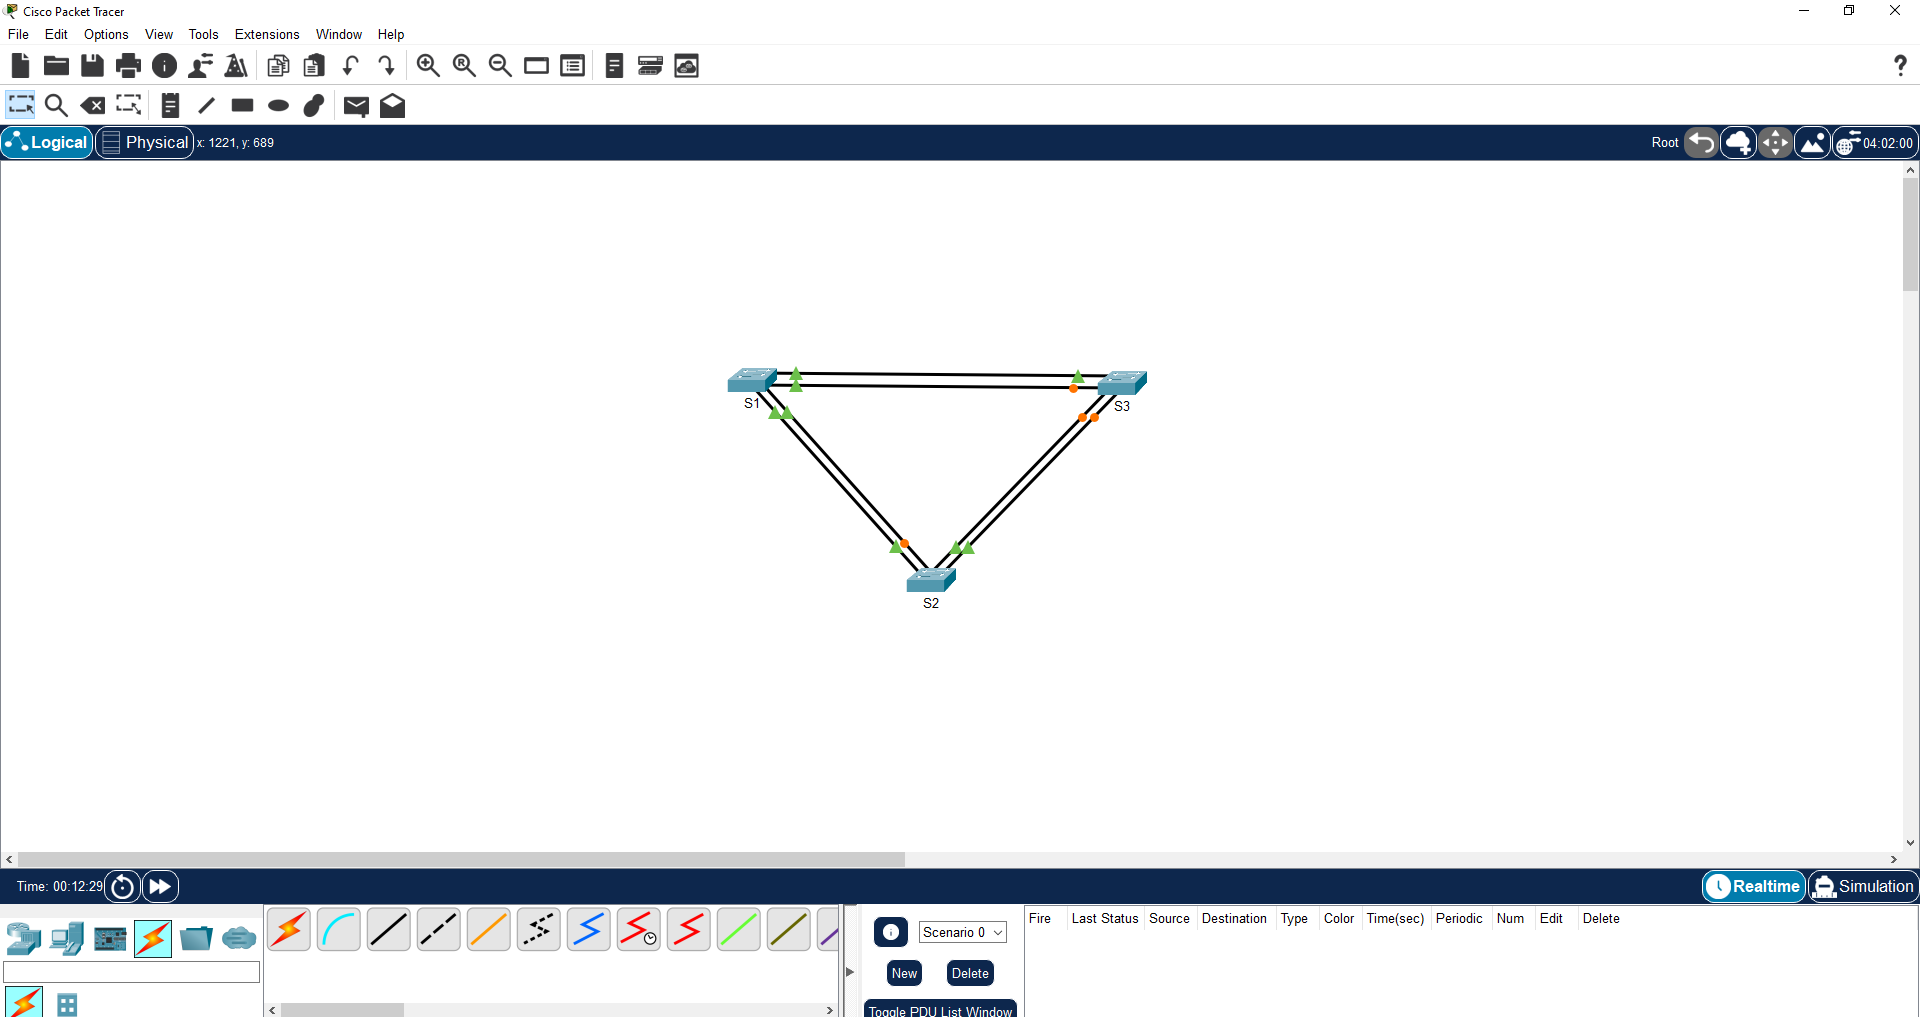 Cisco Packet Tracer
File Edit Options View Tools Extensions Window Help
Logical Physical x: 1221, y: 689 Root 04:02:00
S1
S3
S2
Time: 00:12:29 Realtime Simulation
Scenario 0
New Delete
Toggle PDU List Window
Fire Last Status Source Destination Type Color Time(sec) Periodic Num Edit Delete